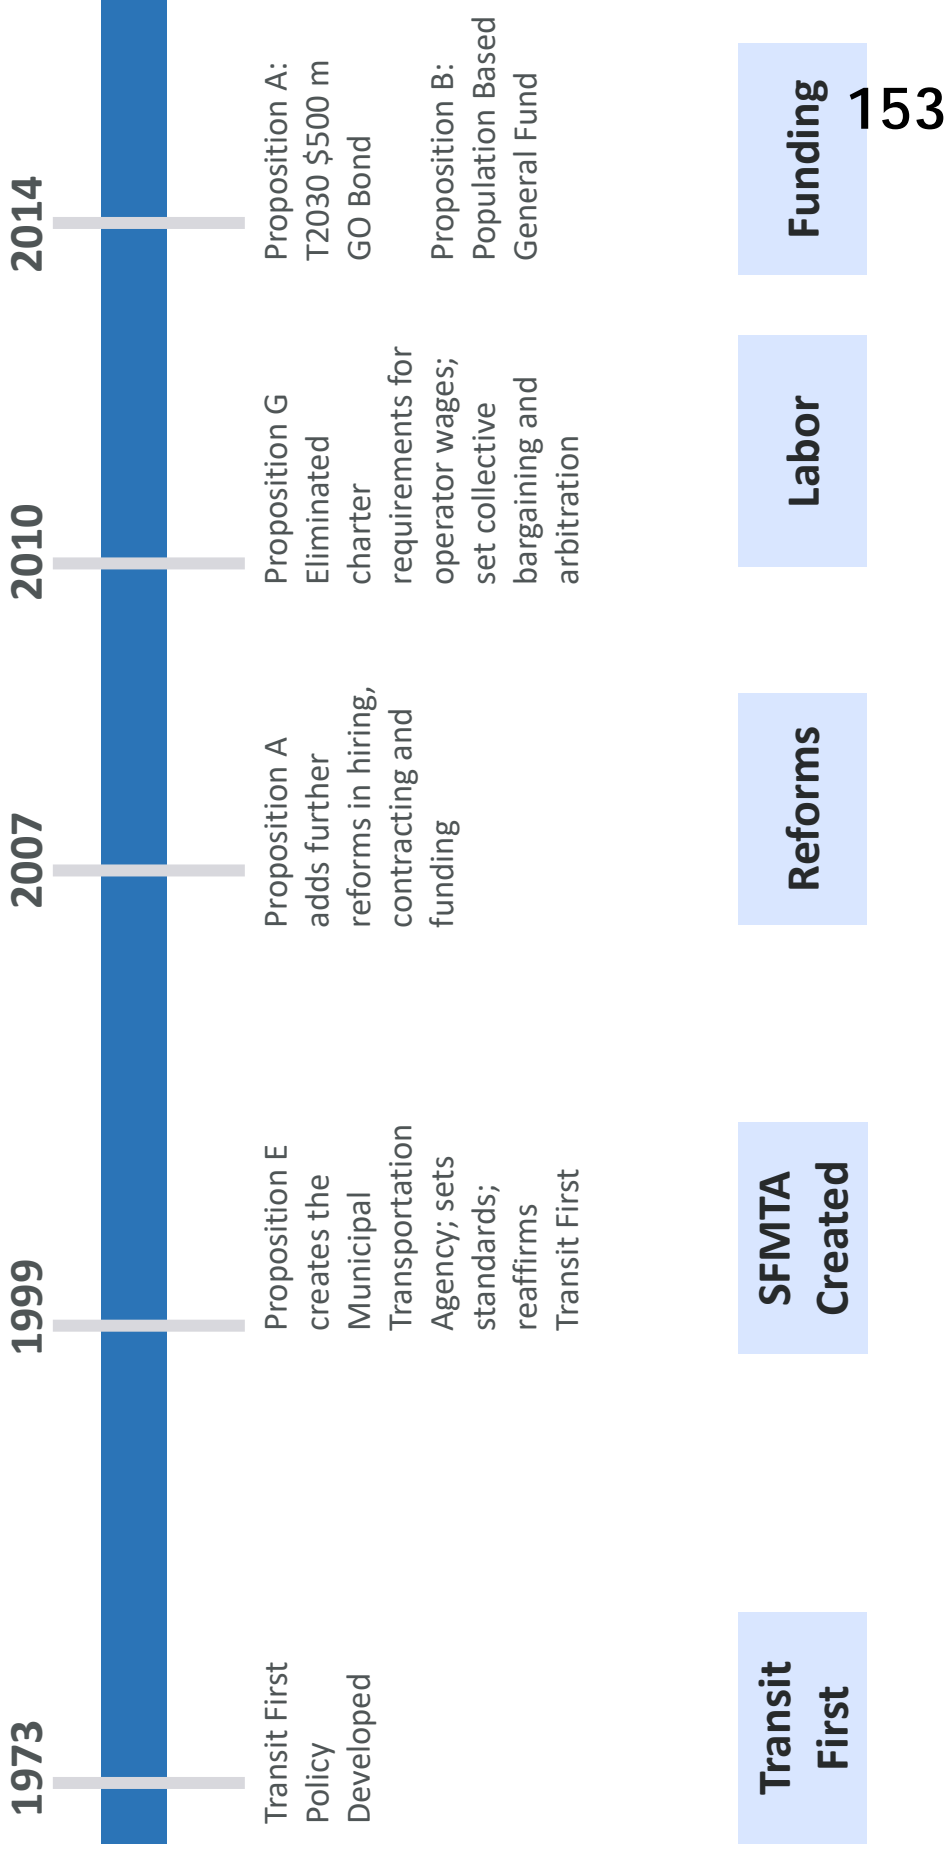 1973
Transit First
Policy
Developed
Transit
First
1999
Proposition E
creates the
Municipal
Transportation
Agency; sets
standards;
reaffirms
Transit First
SFMTA
Created
2007
Proposition A
adds further
reforms in hiring,
contracting and
funding
Reforms
2010
Proposition G
Eliminated
charter
requirements for
operator wages;
set collective
bargaining and
arbitration
Labor
2014
Proposition A:
T2030 $500 m
GO Bond
Proposition B:
Population Based
General Fund
Funding
153